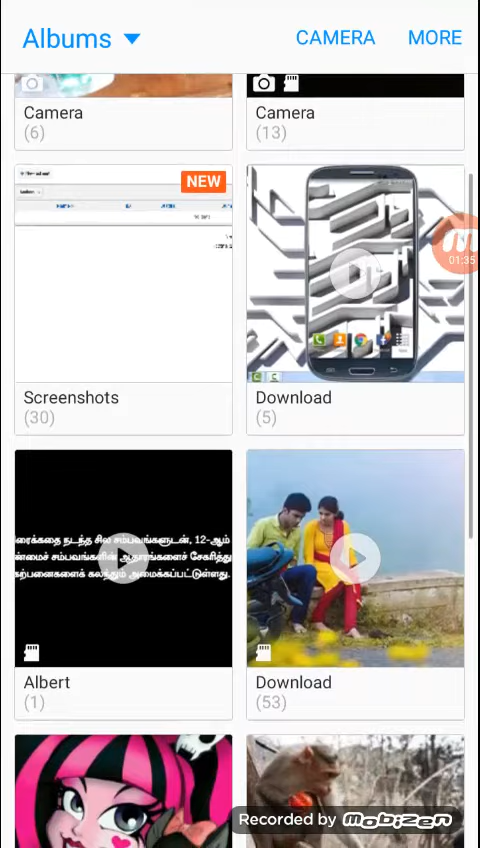 Albums
CAMERA
MORE
Camera
(6)
Camera
(13)
NEW
01:35
Screenshots
(30)
Download
(5)
ரைக்கதை நடந்த சில சம்பவங்களுடன், 12-ஆம்
ண்மைச் சம்பவங்களின் ஆதாரங்களைச் சேகரித்து
கற்பனைகளைக் கலந்தும் அமைக்கப்பட்டுள்ளது.
Albert
(1)
Download
(53)
Recorded by mobizen